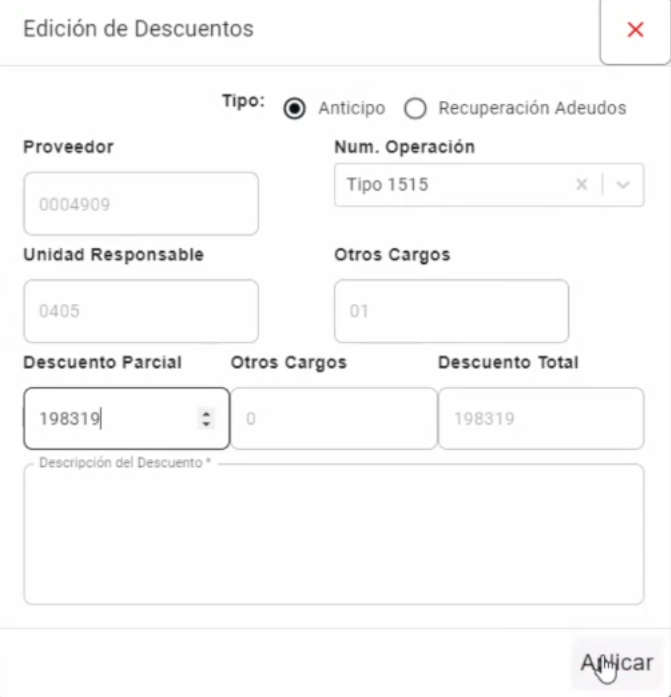 Edición de Descuentos
Tipo: Anticipo Recuperación Adeudos
Proveedor Num. Operación
0004909 Tipo 1515
Unidad Responsable Otros Cargos
0405 01
Descuento Parcial Otros Cargos Descuento Total
198319 0 198319
Descripción del Descuento *
Aplicar